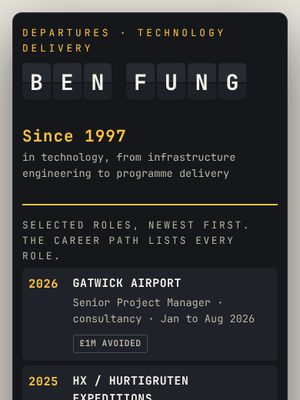 DEPARTURES · TECHNOLOGY
DELIVERY
BEN FUNG
Since 1997
in technology, from infrastructure
engineering to programme delivery
SELECTED ROLES, NEWEST FIRST.
THE CAREER PATH LISTS EVERY
ROLE.
2026 GATWICK AIRPORT
Senior Project Manager ·
consultancy · Jan to Aug 2026
£1M AVOIDED
2025 HX / HURTIGRUTEN
EXPEDITIONS